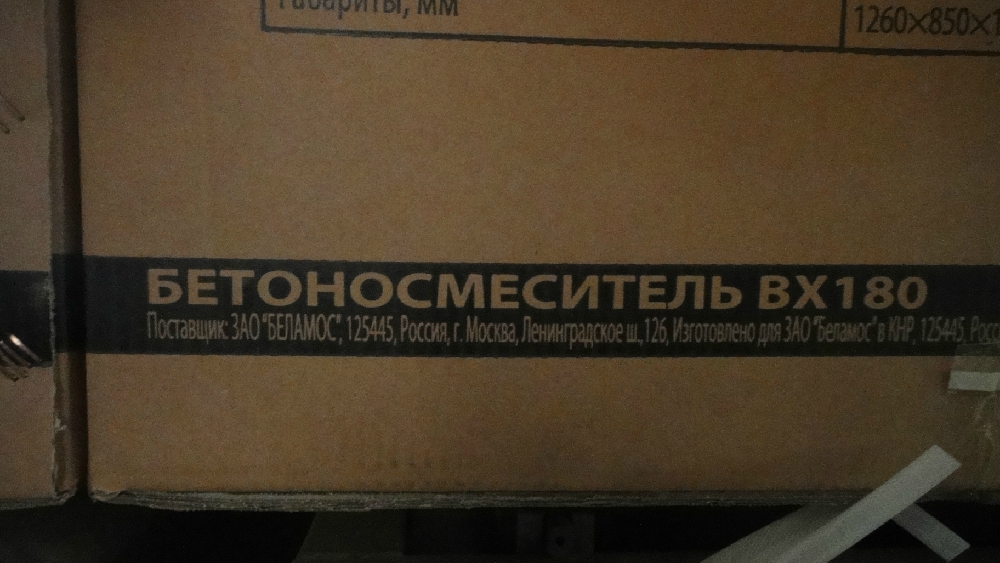 Габариты, мм
1260×850×
БЕТОНОСМЕСИТЕЛЬ BX180
Поставщик: ЗАО "БЕЛАМОС", 125445, Россия, г. Москва, Ленинградское ш., 126, Изготовлено для ЗАО "Беламос" в КНР, 125445,